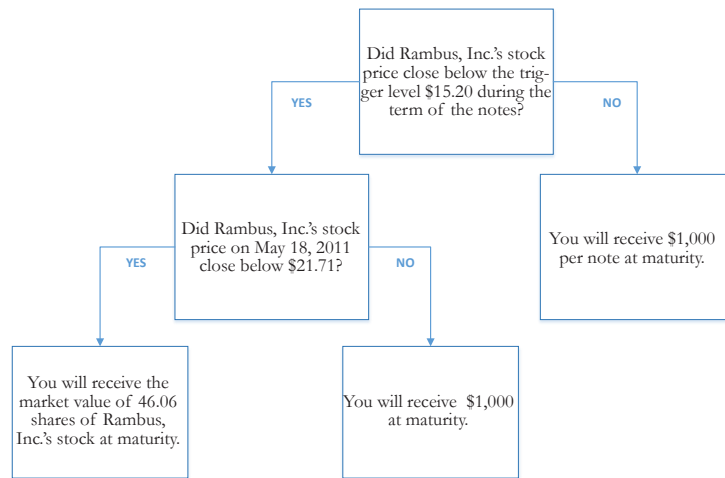 Did Rambus, Inc.'s stock
price close below the trig-
ger level $15.20 during the
term of the notes?
YES
NO
Did Rambus, Inc.'s stock
price on May 18, 2011
close below $21.71?
You will receive $1,000
per note at maturity.
YES
NO
You will receive the
market value of 46.06
shares of Rambus,
Inc.'s stock at maturity.
You will receive $1,000
at maturity.